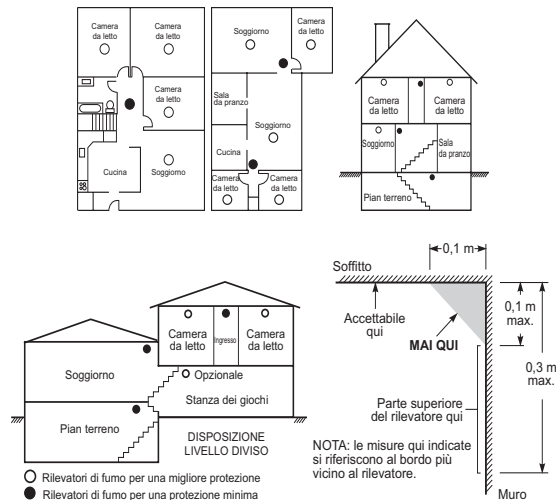 Camera
da letto
Camera
da letto
Camera
da letto
Cucina
Soggiorno
Soggiorno
Camera
da letto
Sala
da pranzo
Soggiorno
Cucina
Camera
da letto
Camera
da letto
Camera
da letto
Camera
da letto
Soggiorno
Sala
da pranzo
Pian terreno
Camera
da letto
Ingresso
Camera
da letto
Soggiorno
Opzionale
Stanza dei giochi
Pian terreno
DISPOSIZIONE
LIVELLO DIVISO
Rilevatori di fumo per una migliore protezione
Rilevatori di fumo per una protezione minima
0,1 m
Soffitto
Accettabile
qui
MAI QUI
0,1 m
max.
0,3 m
max.
Parte superiore
del rilevatore qui
NOTA: le misure qui indicate
si riferiscono al bordo più
vicino al rilevatore.
Muro